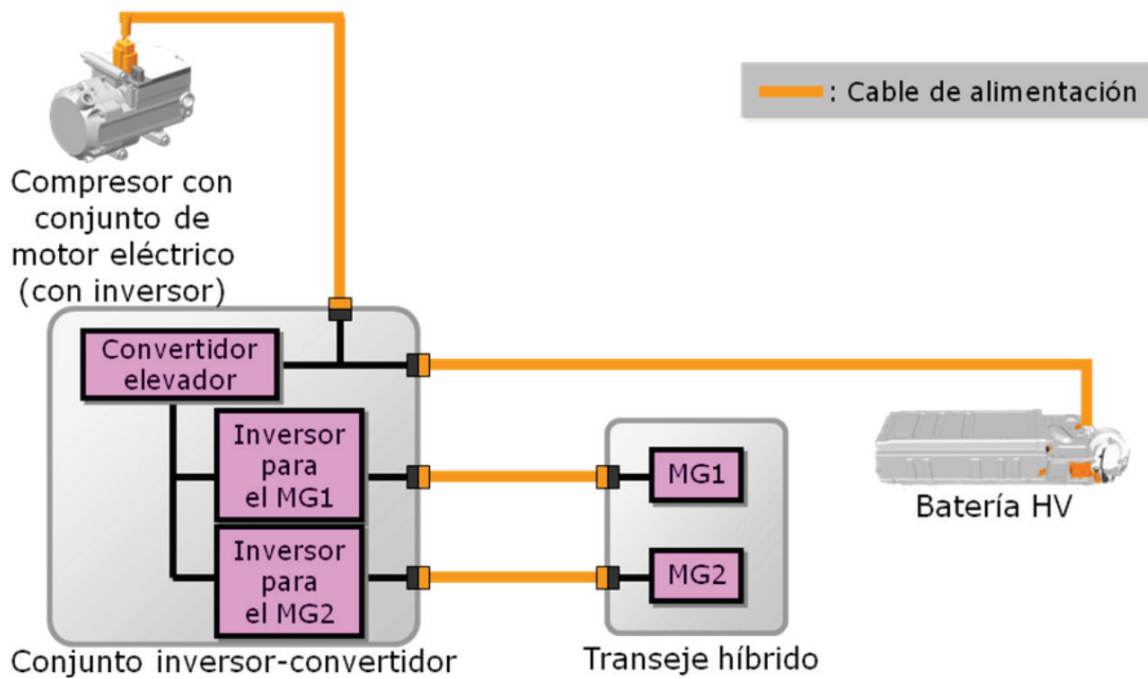 : Cable de alimentación
Compresor con
conjunto de
motor eléctrico
(con inversor)
Convertidor
elevador
Inversor
para
el MG1
Inversor
para
el MG2
MG1
MG2
Batería HV
Conjunto inversor-convertidor
Transeje híbrido